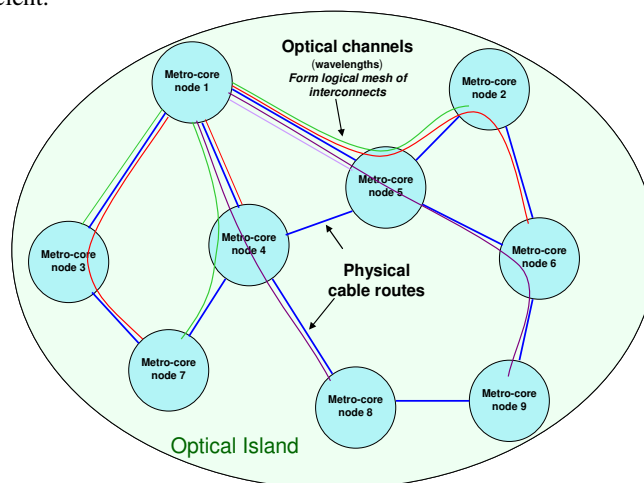 Optical channels
(wavelengths)
Form logical mesh of
interconnects
Metro-core
node 1
Metro-core
node 2
Metro-core
node 5
Metro-core
node 3
Metro-core
node 4
Metro-core
node 6
Physical
cable routes
Metro-core
node 7
Metro-core
node 8
Metro-core
node 9
Optical Island